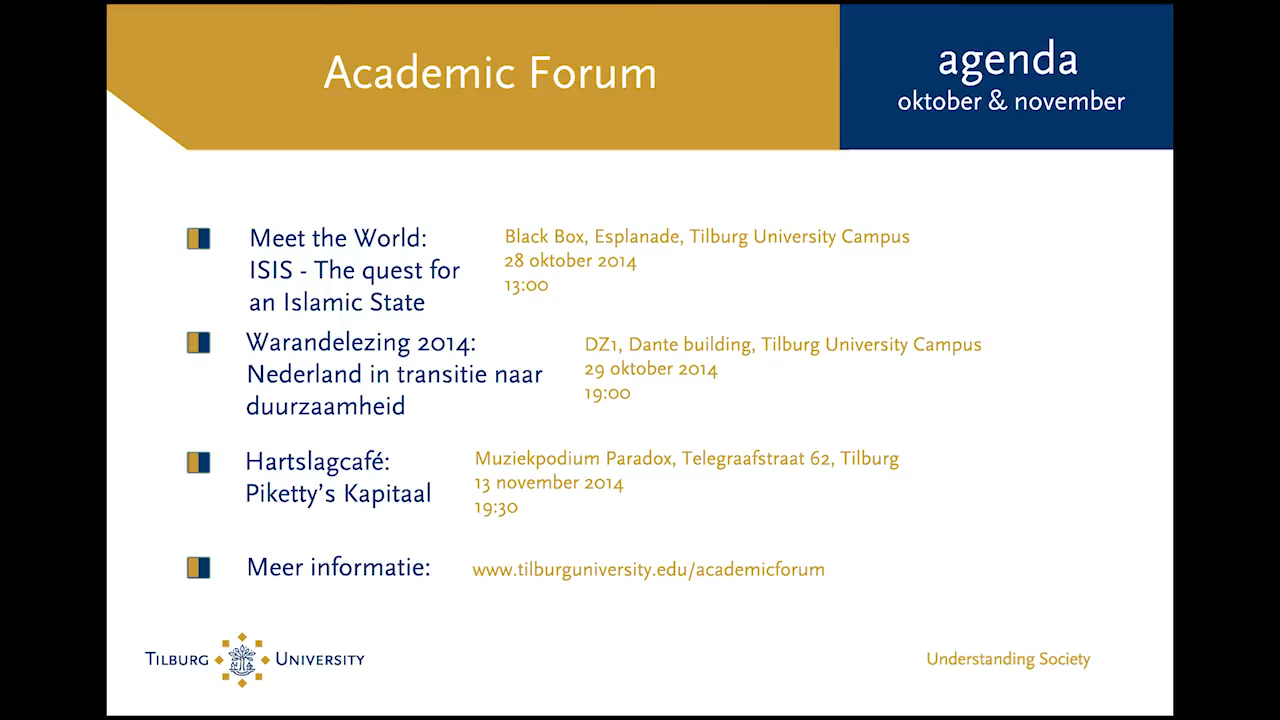 Academic Forum
agenda
oktober & november
Meet the World:
ISIS - The quest for
an Islamic State
Black Box, Esplanade, Tilburg University Campus
28 oktober 2014
13:00
Warandelezing 2014:
Nederland in transitie naar
duurzaamheid
DZ1, Dante building, Tilburg University Campus
29 oktober 2014
19:00
Hartslagcafé:
Piketty's Kapitaal
Muziekpodium Paradox, Telegraafstraat 62, Tilburg
13 november 2014
19:30
Meer informatie:
www.tilburguniversity.edu/academicforum
TILBURG UNIVERSITY
Understanding Society